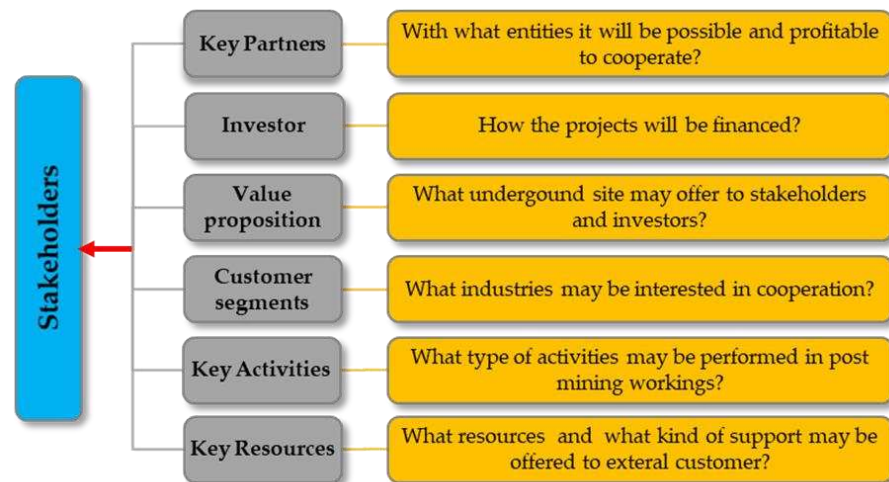 Stakeholders
Key Partners
With what entities it will be possible and profitable
to cooperate?
Investor
How the projects will be financed?
Value
proposition
What undergound site may offer to stakeholders
and investors?
Customer
segments
What industries may be interested in cooperation?
Key Activities
What type of activities may be performed in post
mining workings?
Key Resources
What resources and what kind of support may be
offered to exteral customer?